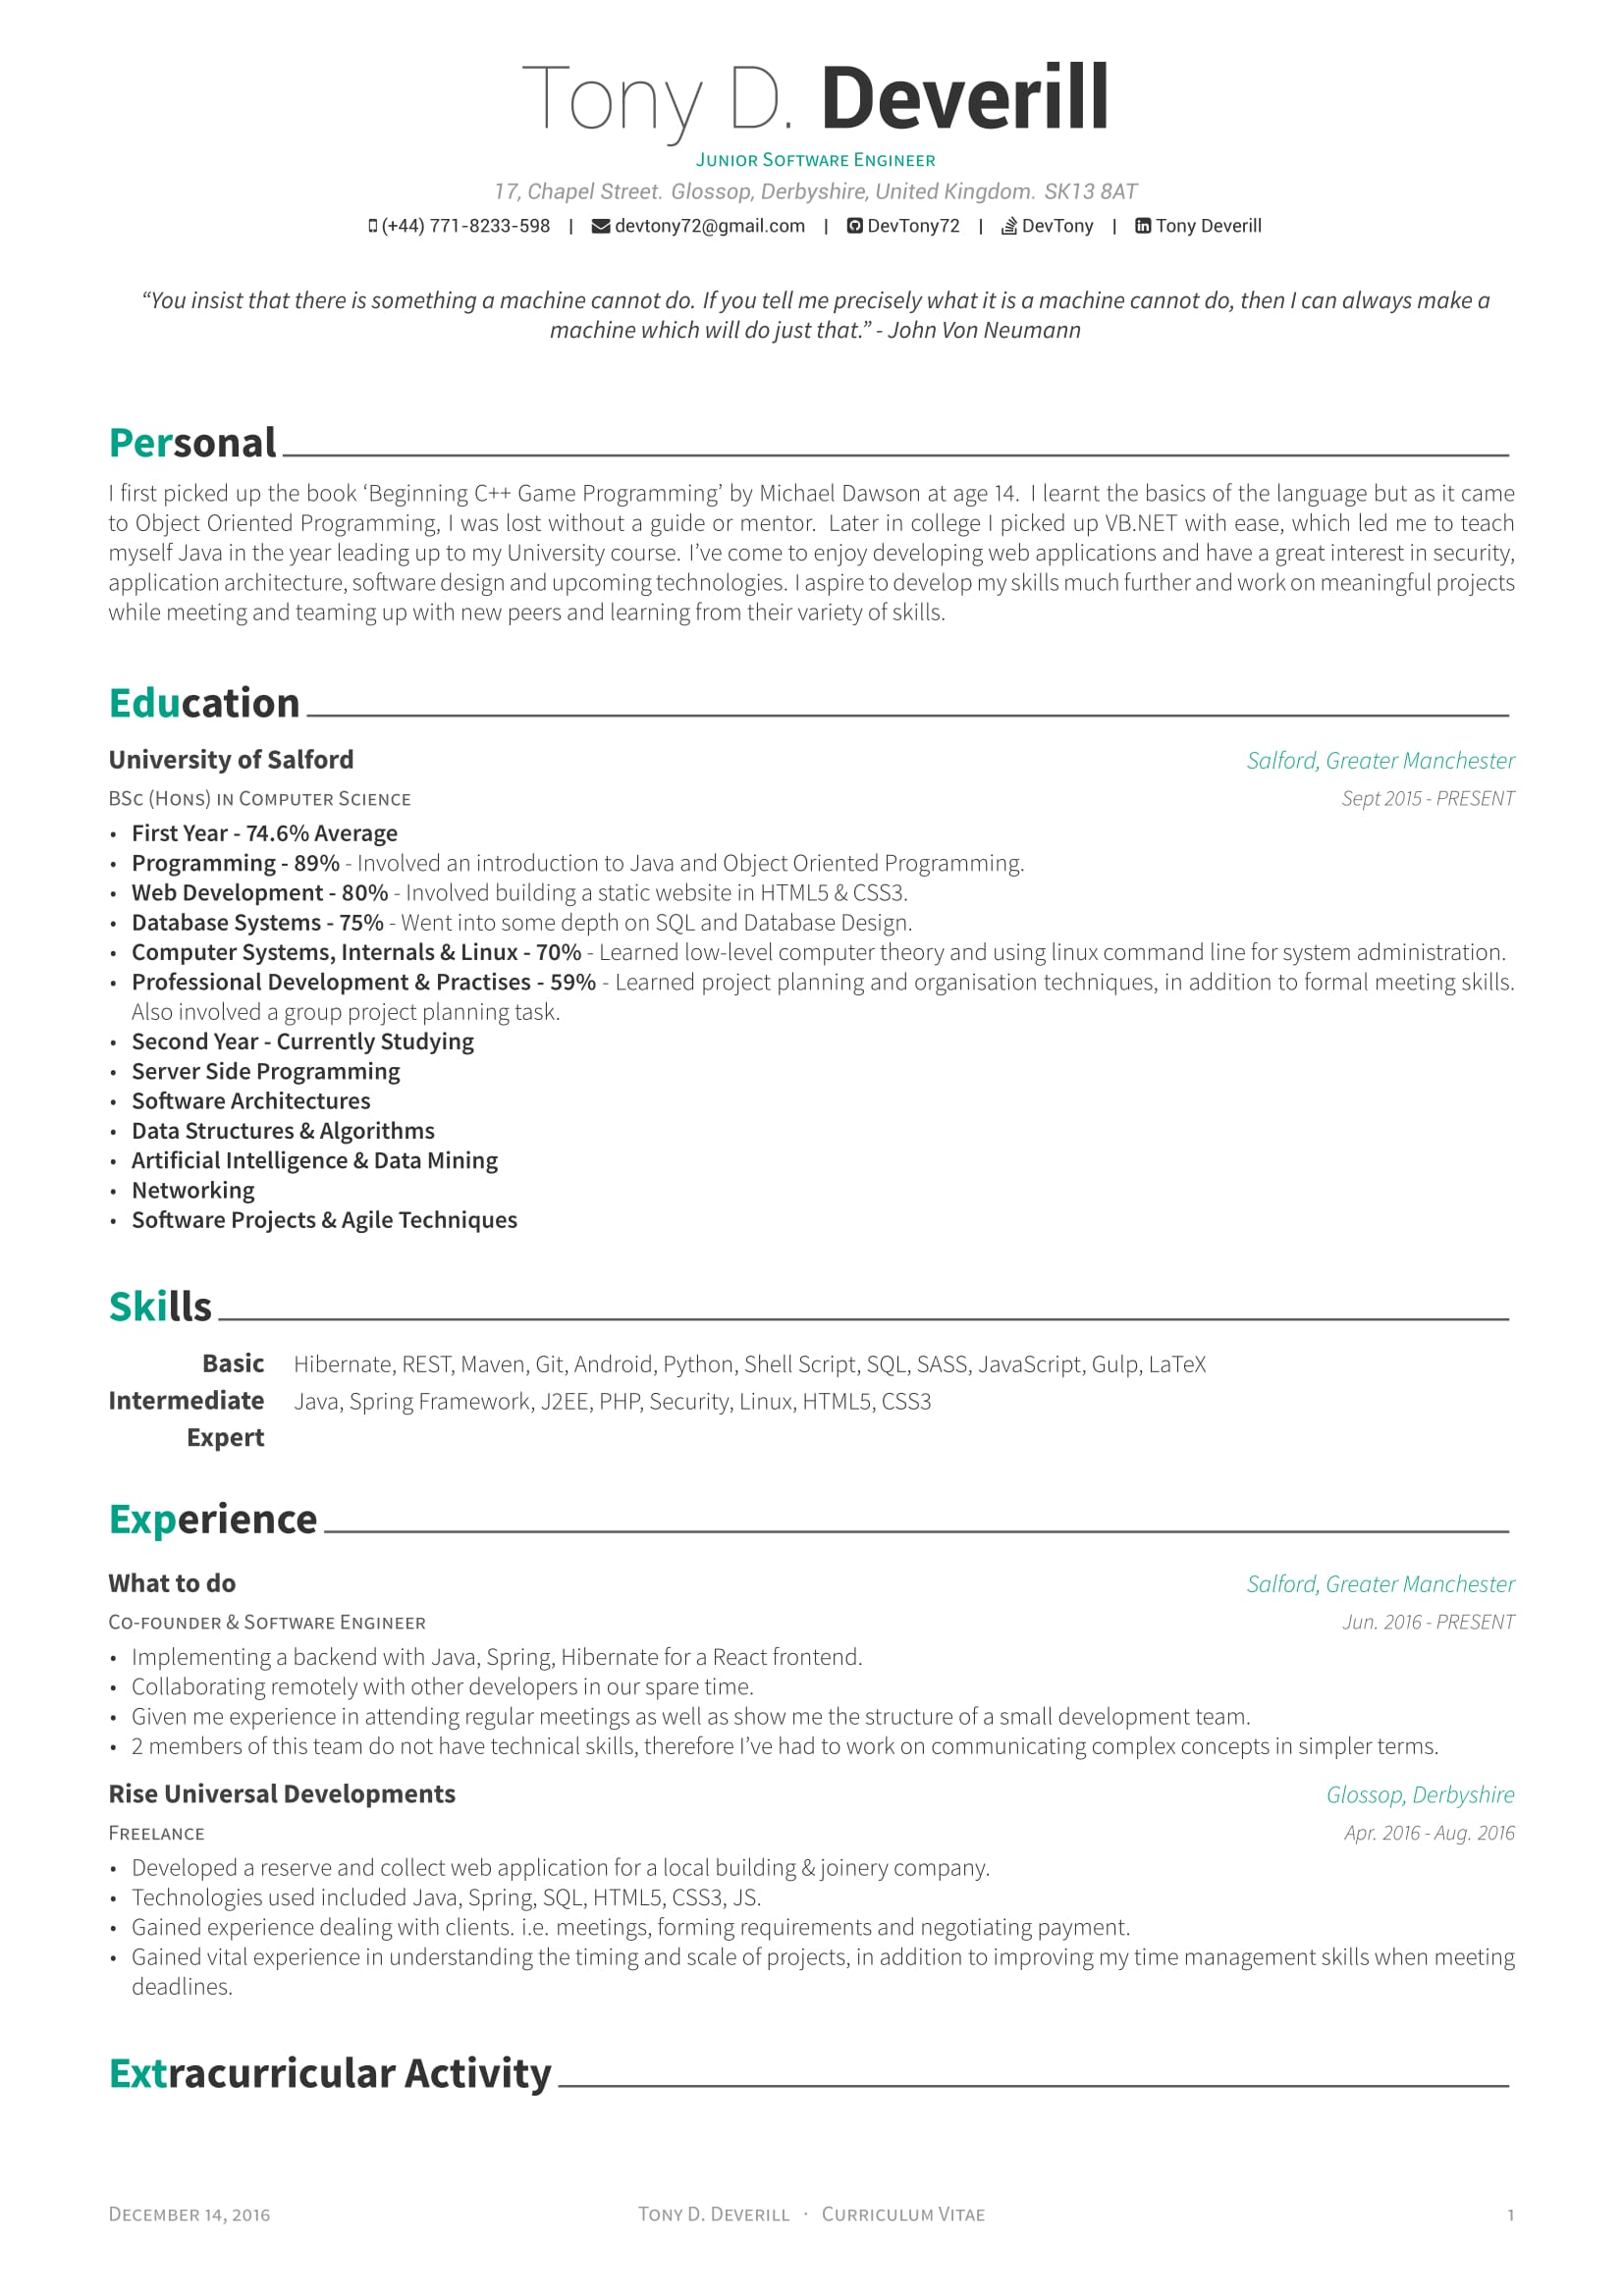 Tony D. Deverill
Junior Software Engineer
17, Chapel Street. Glossop, Derbyshire, United Kingdom. SK13 8AT
(+44) 771-8233-598 | devtony72@gmail.com | DevTony72 | DevTony | Tony Deverill
“You insist that there is something a machine cannot do. If you tell me precisely what it is a machine cannot do, then I can always make a
machine which will do just that.” - John Von Neumann
Personal
I first picked up the book ‘Beginning C++ Game Programming’ by Michael Dawson at age 14. I learnt the basics of the language but as it came
to Object Oriented Programming, I was lost without a guide or mentor. Later in college I picked up VB.NET with ease, which led me to teach
myself Java in the year leading up to my University course. I’ve come to enjoy developing web applications and have a great interest in security,
application architecture, software design and upcoming technologies. I aspire to develop my skills much further and work on meaningful projects
while meeting and teaming up with new peers and learning from their variety of skills.
Education
University of Salford Salford, Greater Manchester
BSc (Hons) in Computer Science Sept 2015 - PRESENT
• First Year - 74.6% Average
• Programming - 89% - Involved an introduction to Java and Object Oriented Programming.
• Web Development - 80% - Involved building a static website in HTML5 & CSS3.
• Database Systems - 75% - Went into some depth on SQL and Database Design.
• Computer Systems, Internals & Linux - 70% - Learned low-level computer theory and using linux command line for system administration.
• Professional Development & Practises - 59% - Learned project planning and organisation techniques, in addition to formal meeting skills.
Also involved a group project planning task.
• Second Year - Currently Studying
• Server Side Programming
• Software Architectures
• Data Structures & Algorithms
• Artificial Intelligence & Data Mining
• Networking
• Software Projects & Agile Techniques
Skills
Basic Hibernate, REST, Maven, Git, Android, Python, Shell Script, SQL, SASS, JavaScript, Gulp, LaTeX
Intermediate Java, Spring Framework, J2EE, PHP, Security, Linux, HTML5, CSS3
Expert
Experience
What to do Salford, Greater Manchester
Co-founder & Software Engineer Jun. 2016 - PRESENT
• Implementing a backend with Java, Spring, Hibernate for a React frontend.
• Collaborating remotely with other developers in our spare time.
• Given me experience in attending regular meetings as well as show me the structure of a small development team.
• 2 members of this team do not have technical skills, therefore I’ve had to work on communicating complex concepts in simpler terms.
Rise Universal Developments Glossop, Derbyshire
Freelance Apr. 2016 - Aug. 2016
• Developed a reserve and collect web application for a local building & joinery company.
• Technologies used included Java, Spring, SQL, HTML5, CSS3, JS.
• Gained experience dealing with clients. i.e. meetings, forming requirements and negotiating payment.
• Gained vital experience in understanding the timing and scale of projects, in addition to improving my time management skills when meeting
deadlines.
Extracurricular Activity
December 14, 2016 Tony D. Deverill · Curriculum Vitae 1